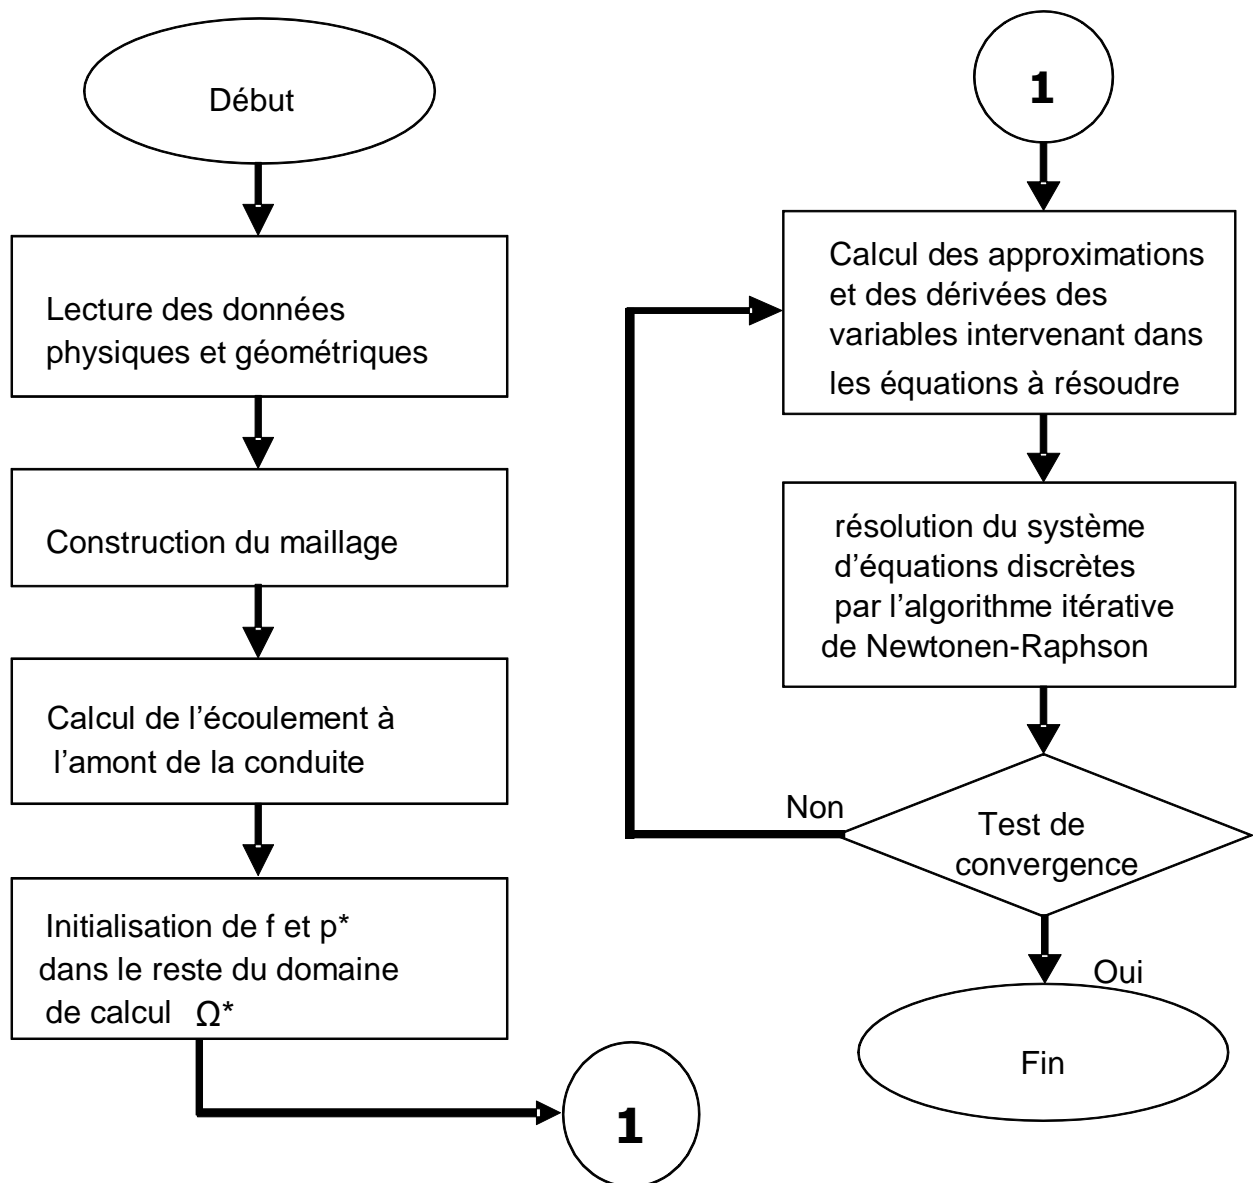 Début
Lecture des données
physiques et géométriques
Construction du maillage
Calcul de l’écoulement à
l’amont de la conduite
Initialisation de f et p*
dans le reste du domaine
de calcul Ω*
1
1
Calcul des approximations
et des dérivées des
variables intervenant dans
les équations à résoudre
résolution du système
d’équations discrètes
par l’algorithme itérative
de Newtonen-Raphson
Non
Test de
convergence
Oui
Fin